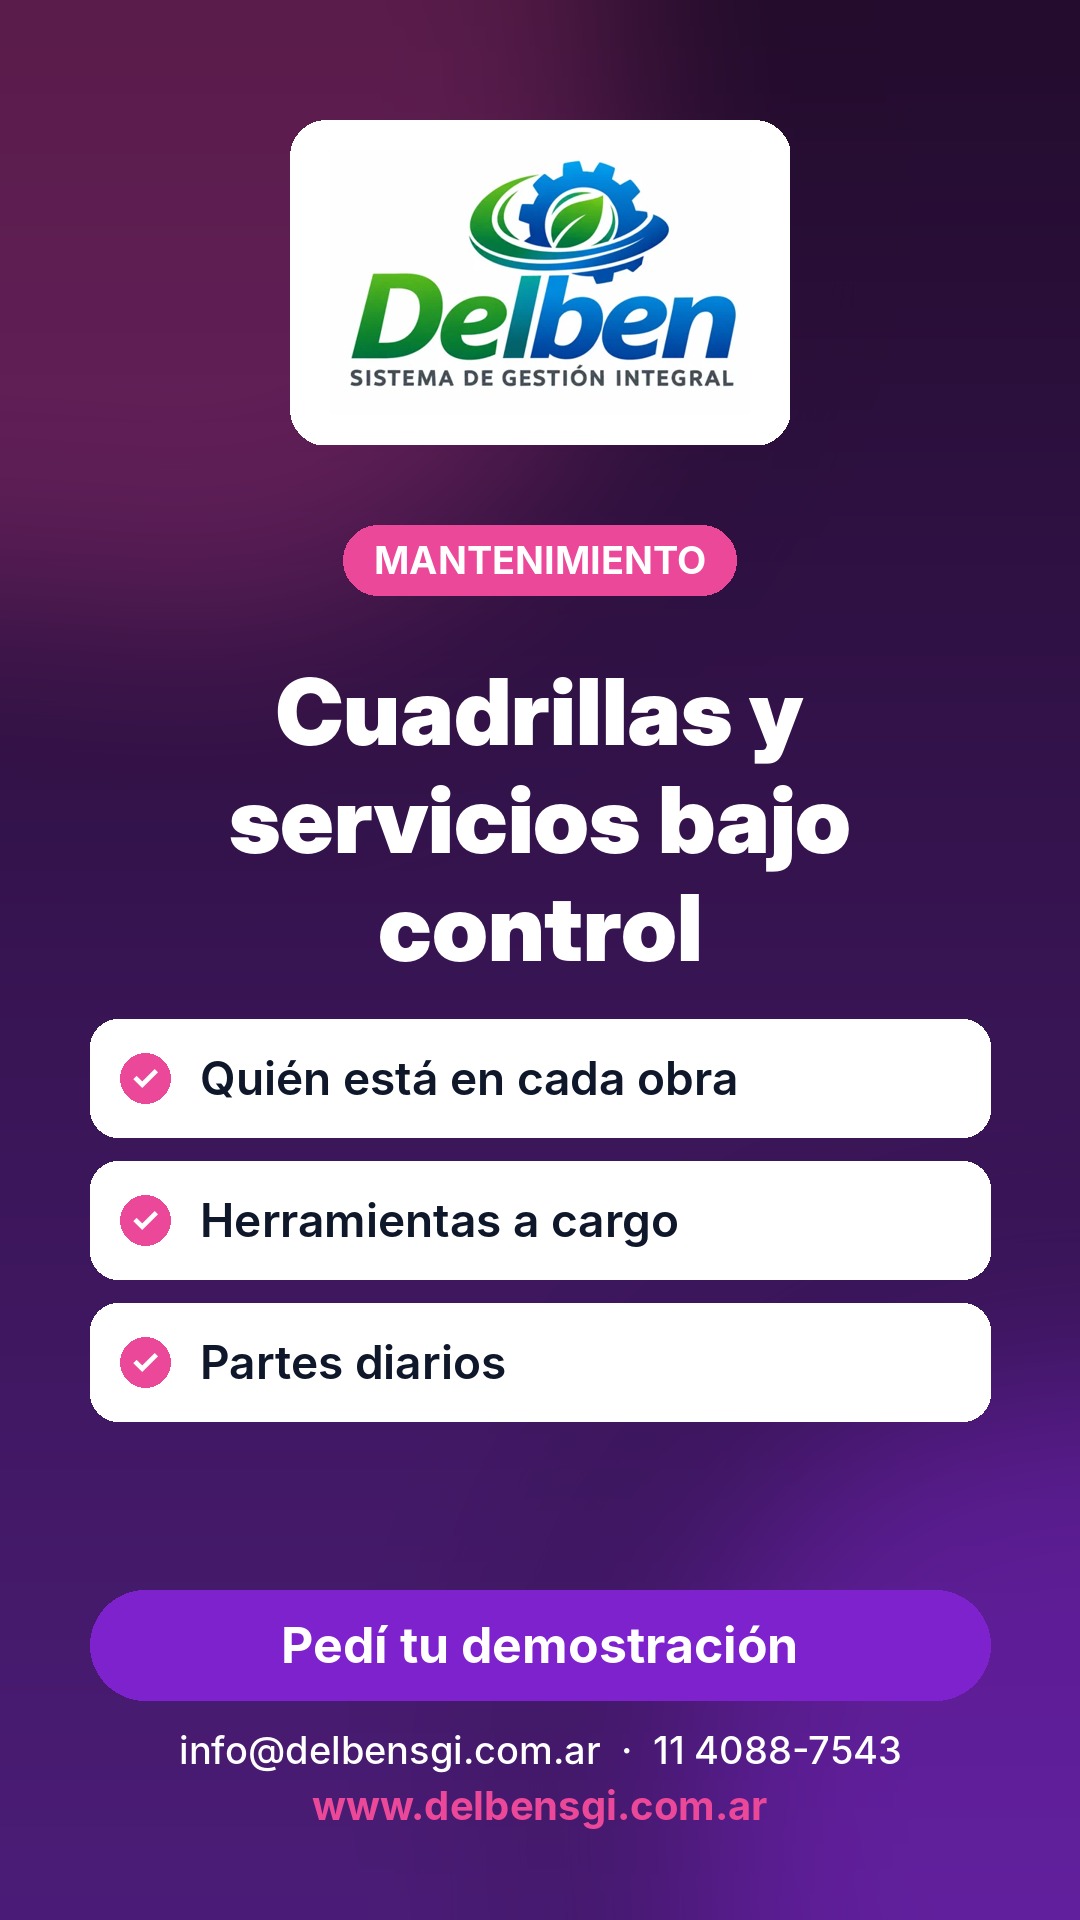 Delben
SISTEMA DE GESTIÓN INTEGRAL
MANTENIMIENTO
Cuadrillas y
servicios bajo
control
Quién está en cada obra
Herramientas a cargo
Partes diarios
Pedí tu demostración
info@delbensgi.com.ar · 11 4088-7543
www.delbensgi.com.ar